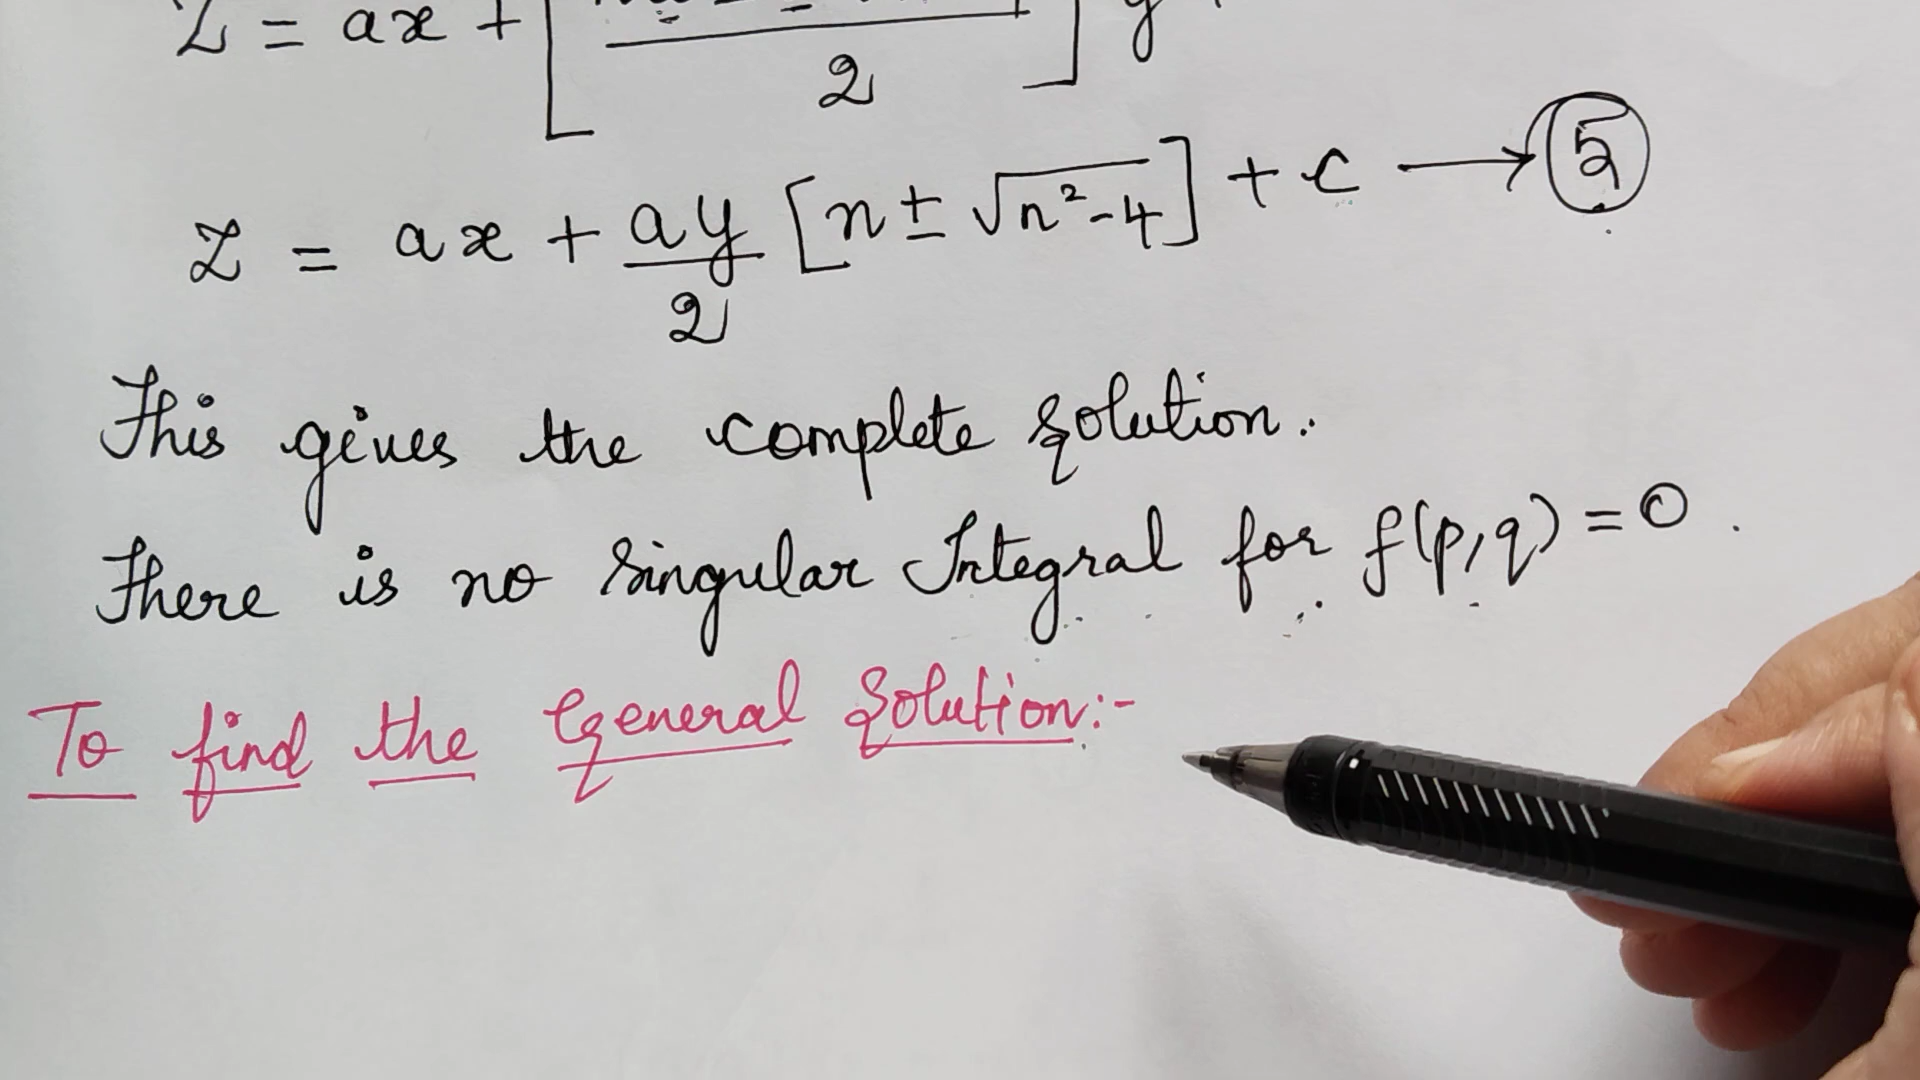 Z = ax + [ / 2 ] y
Z = ax + ay/2 [n ± √n²-4] + c → 5
This gives the complete solution.
There is no Singular Integral for f(p,q) = 0.
To find the General Solution:-